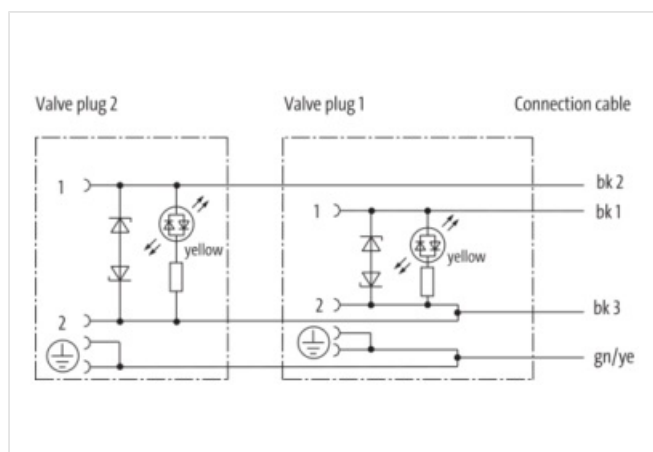 Valve plug 2 Valve plug 1 Connection cable
1 bk 2
1 bk 1
yellow yellow
2 bk 3
2
gn/ye